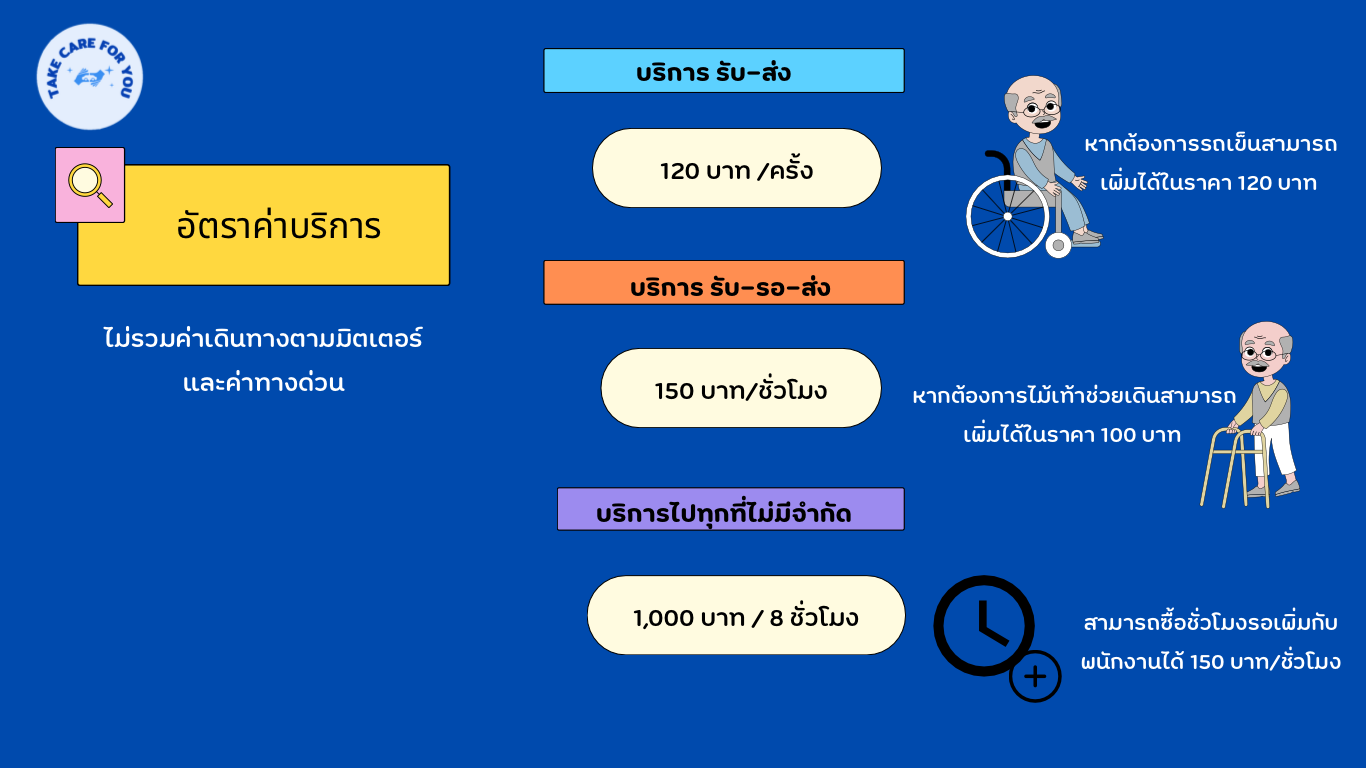 TAKE CARE FOR YOU
อัตราค่าบริการ
ไม่รวมค่าเดินทางตามมิตเตอร์
และค่าทางด่วน
บริการ รับ-ส่ง
120 บาท /ครั้ง
หากต้องการรถเข็นสามารถ
เพิ่มได้ในราคา 120 บาท
บริการ รับ-รอ-ส่ง
150 บาท/ชั่วโมง
หากต้องการไม้เท้าช่วยเดินสามารถ
เพิ่มได้ในราคา 100 บาท
บริการไปทุกที่ไม่มีจำกัด
1,000 บาท / 8 ชั่วโมง
สามารถซื้อชั่วโมงรอเพิ่มกับ
พนักงานได้ 150 บาท/ชั่วโมง